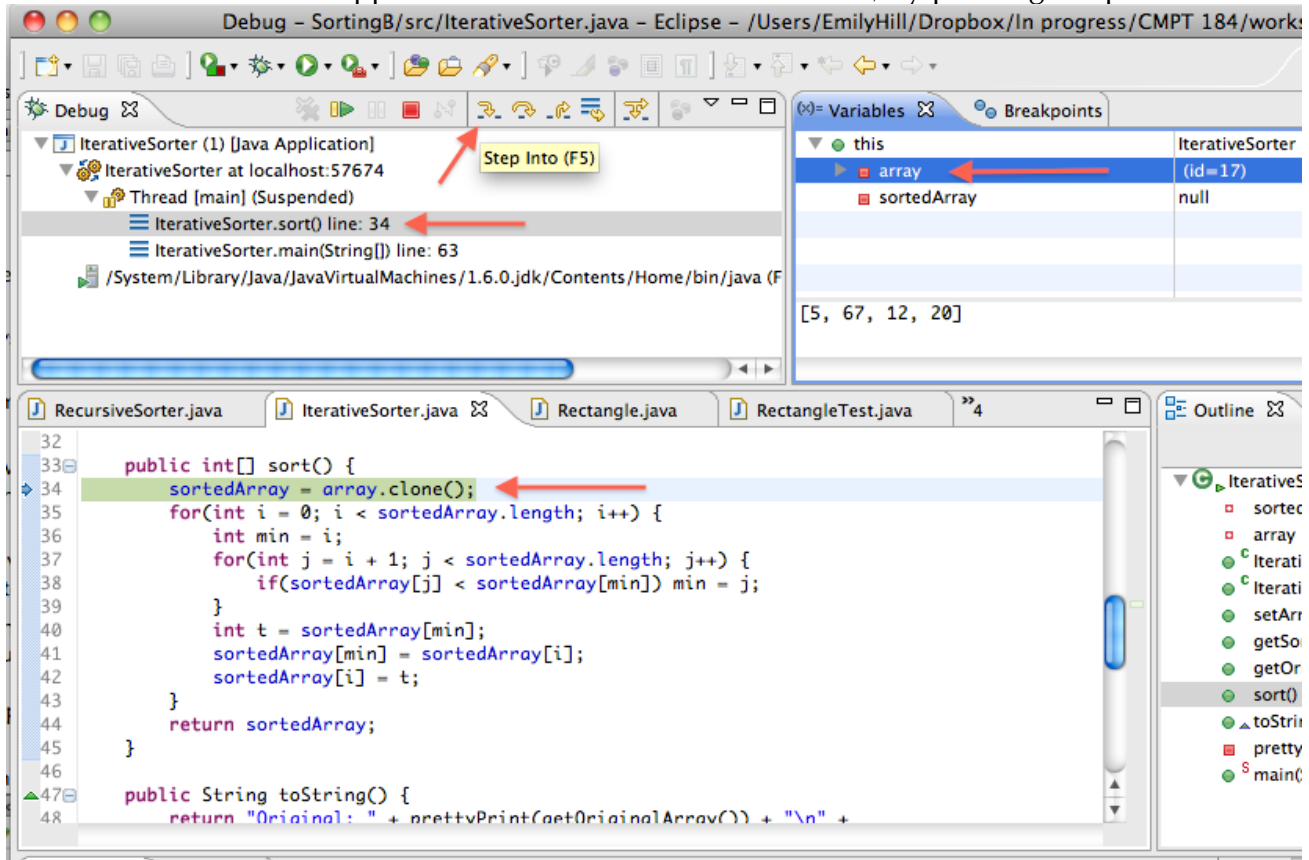 Debug - SortingB/src/IterativeSorter.java - Eclipse - /Users/EmilyHill/Dropbox/In progress/CMPT 184/works
Debug
Step Into (F5)
IterativeSorter (1) [Java Application]
IterativeSorter at localhost:57674
Thread [main] (Suspended)
IterativeSorter.sort() line: 34
IterativeSorter.main(String[]) line: 63
/System/Library/Java/JavaVirtualMachines/1.6.0.jdk/Contents/Home/bin/java (F
(x)= Variables
Breakpoints
this IterativeSorter
array (id=17)
sortedArray null
[5, 67, 12, 20]
RecursiveSorter.java IterativeSorter.java Rectangle.java RectangleTest.java »4
32
33 public int[] sort() {
34 sortedArray = array.clone();
35 for(int i = 0; i < sortedArray.length; i++) {
36 int min = i;
37 for(int j = i + 1; j < sortedArray.length; j++) {
38 if(sortedArray[j] < sortedArray[min]) min = j;
39 }
40 int t = sortedArray[min];
41 sortedArray[min] = sortedArray[i];
42 sortedArray[i] = t;
43 }
44 return sortedArray;
45 }
46
47 public String toString() {
48 return "Original: " + prettyPrint(getOriginalArray()) + "\n" +
Outline
IterativeS
sorted
array
Iterati
Iterati
setArr
getSor
getOr
sort()
toStrin
pretty
main(